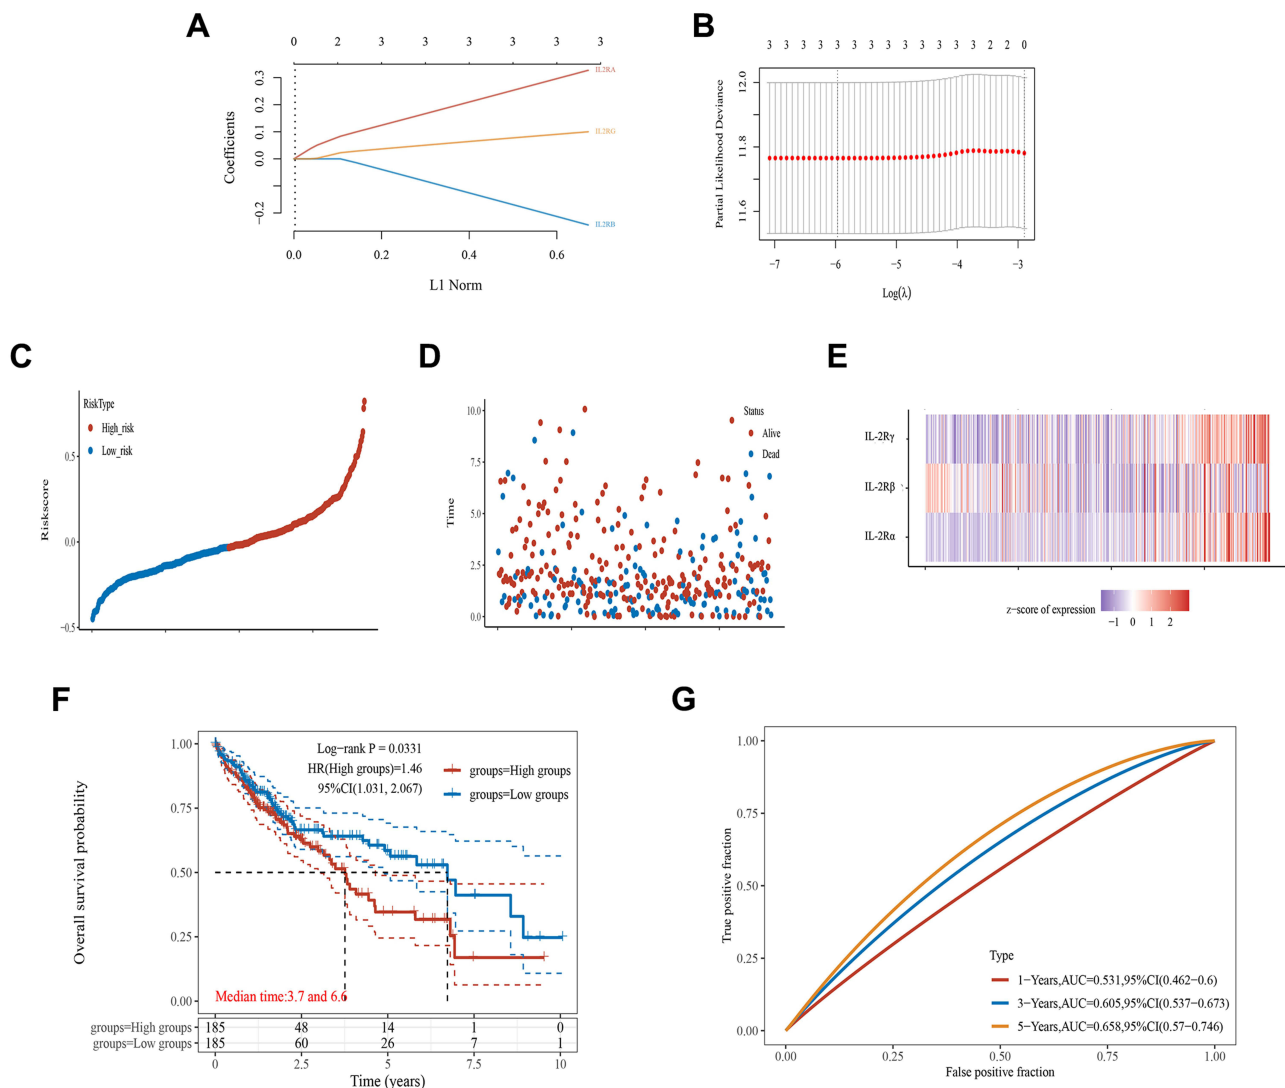 A
0 2 3 3 3 3 3 3
0.3
0.2
0.1
0.0
−0.2
Coefficients
IL2RA
IL2RG
IL2RB
0.0 0.2 0.4 0.6
L1 Norm
B
3 3 3 3 3 3 3 3 3 3 3 3 3 2 2 0
12.0
11.8
11.6
Partial Likelihood Deviance
−7 −6 −5 −4 −3
Log(λ)
C
RiskType
High_risk
Low_risk
0.5
0.0
−0.5
Riskscore
D
10.0
7.5
5.0
2.5
0.0
Time
Status
Alive
Dead
E
IL−2Rγ
IL−2Rβ
IL−2Rα
z−score of expression
−1 0 1 2
F
1.00
0.75
0.50
0.25
0.00
Overall survival probability
Log−rank P = 0.0331
HR(High groups)=1.46
95%CI(1.031, 2.067)
groups=High groups
groups=Low groups
Median time:3.7 and 6.6
groups=High groups 185 48 14 1 0
groups=Low groups 185 60 26 7 1
0 2.5 5 7.5 10
Time (years)
G
1.00
0.75
0.50
0.25
0.00
True positive fraction
Type
1−Years,AUC=0.531,95%CI(0.462−0.6)
3−Years,AUC=0.605,95%CI(0.537−0.673)
5−Years,AUC=0.658,95%CI(0.57−0.746)
0.00 0.25 0.50 0.75 1.00
False positive fraction